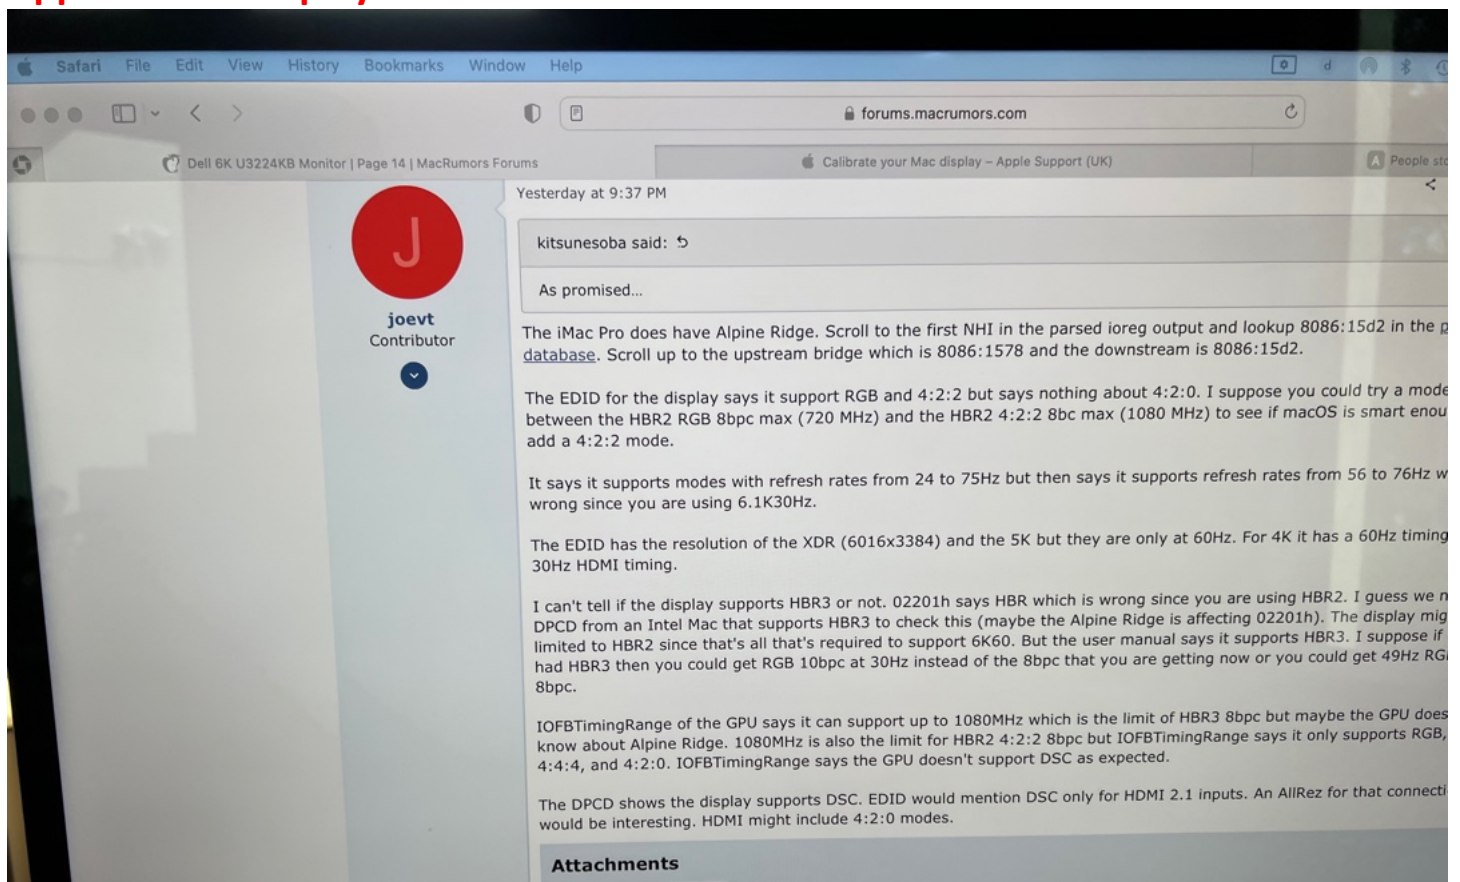 Safari File Edit View History Bookmarks Window Help
forums.macrumors.com
Dell 6K U3224KB Monitor | Page 14 | MacRumors Forums
Calibrate your Mac display – Apple Support (UK)
People
Yesterday at 9:37 PM
J
joevt
Contributor
kitsunesoba said:
As promised...
The iMac Pro does have Alpine Ridge. Scroll to the first NHI in the parsed ioreg output and lookup 8086:15d2 in the
database. Scroll up to the upstream bridge which is 8086:1578 and the downstream is 8086:15d2.
The EDID for the display says it support RGB and 4:2:2 but says nothing about 4:2:0. I suppose you could try a mode
between the HBR2 RGB 8bpc max (720 MHz) and the HBR2 4:2:2 8bc max (1080 MHz) to see if macOS is smart enou
add a 4:2:2 mode.
It says it supports modes with refresh rates from 24 to 75Hz but then says it supports refresh rates from 56 to 76Hz w
wrong since you are using 6.1K30Hz.
The EDID has the resolution of the XDR (6016x3384) and the 5K but they are only at 60Hz. For 4K it has a 60Hz timing
30Hz HDMI timing.
I can't tell if the display supports HBR3 or not. 02201h says HBR which is wrong since you are using HBR2. I guess we n
DPCD from an Intel Mac that supports HBR3 to check this (maybe the Alpine Ridge is affecting 02201h). The display mig
limited to HBR2 since that's all that's required to support 6K60. But the user manual says it supports HBR3. I suppose if
had HBR3 then you could get RGB 10bpc at 30Hz instead of the 8bpc that you are getting now or you could get 49Hz RG
8bpc.
IOFBTimingRange of the GPU says it can support up to 1080MHz which is the limit of HBR3 8bpc but maybe the GPU does
know about Alpine Ridge. 1080MHz is also the limit for HBR2 4:2:2 8bpc but IOFBTimingRange says it only supports RGB,
4:4:4, and 4:2:0. IOFBTimingRange says the GPU doesn't support DSC as expected.
The DPCD shows the display supports DSC. EDID would mention DSC only for HDMI 2.1 inputs. An AllRez for that connecti
would be interesting. HDMI might include 4:2:0 modes.
Attachments